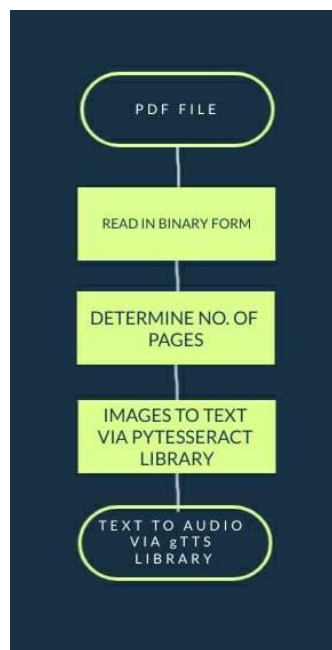 PDF FILE
READ IN BINARY FORM
DETERMINE NO. OF
PAGES
IMAGES TO TEXT
VIA PYTESSERACT
LIBRARY
TEXT TO AUDIO
VIA gTTS
LIBRARY